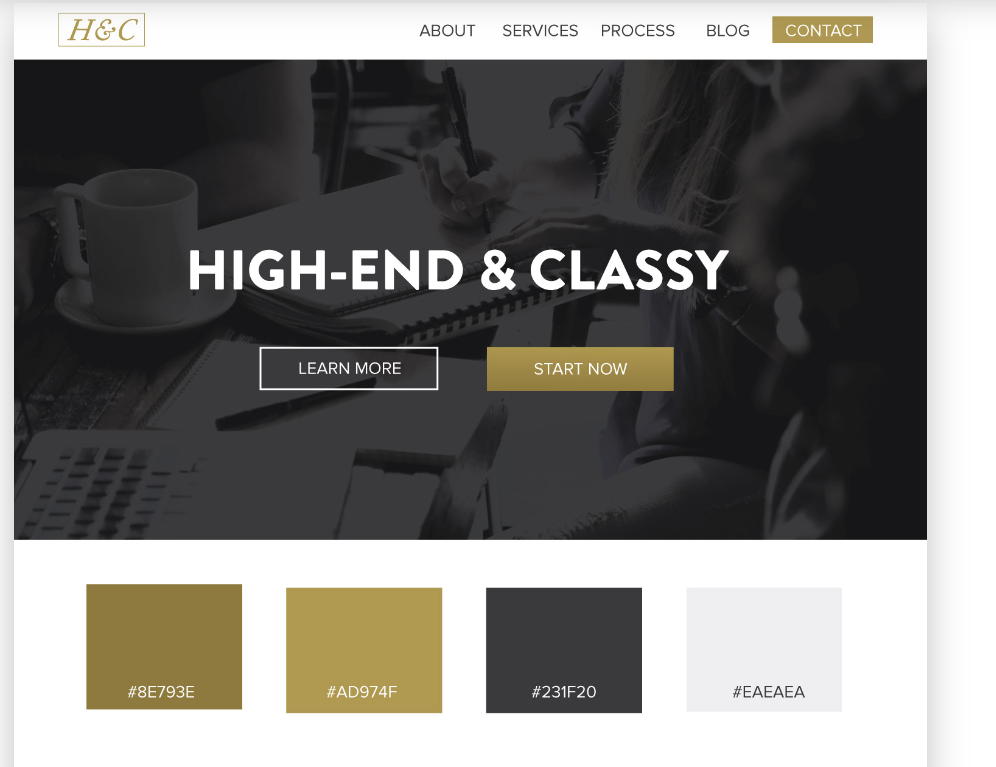 H&C
ABOUT SERVICES PROCESS BLOG CONTACT
HIGH-END & CLASSY
LEARN MORE START NOW
#8E793E #AD974F #231F20 #EAEAEA